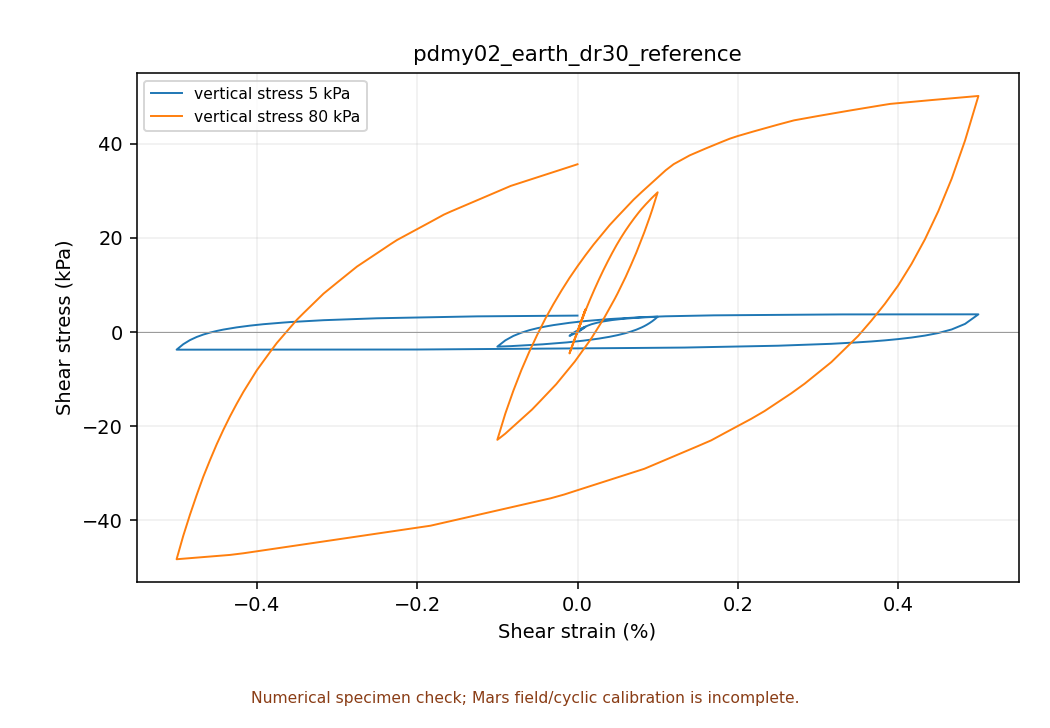 pdmy02_earth_dr30_reference
vertical stress 5 kPa
vertical stress 80 kPa
Shear stress (kPa)
40
20
0
−20
−40
−0.4
−0.2
0.0
0.2
0.4
Shear strain (%)
Numerical specimen check; Mars field/cyclic calibration is incomplete.